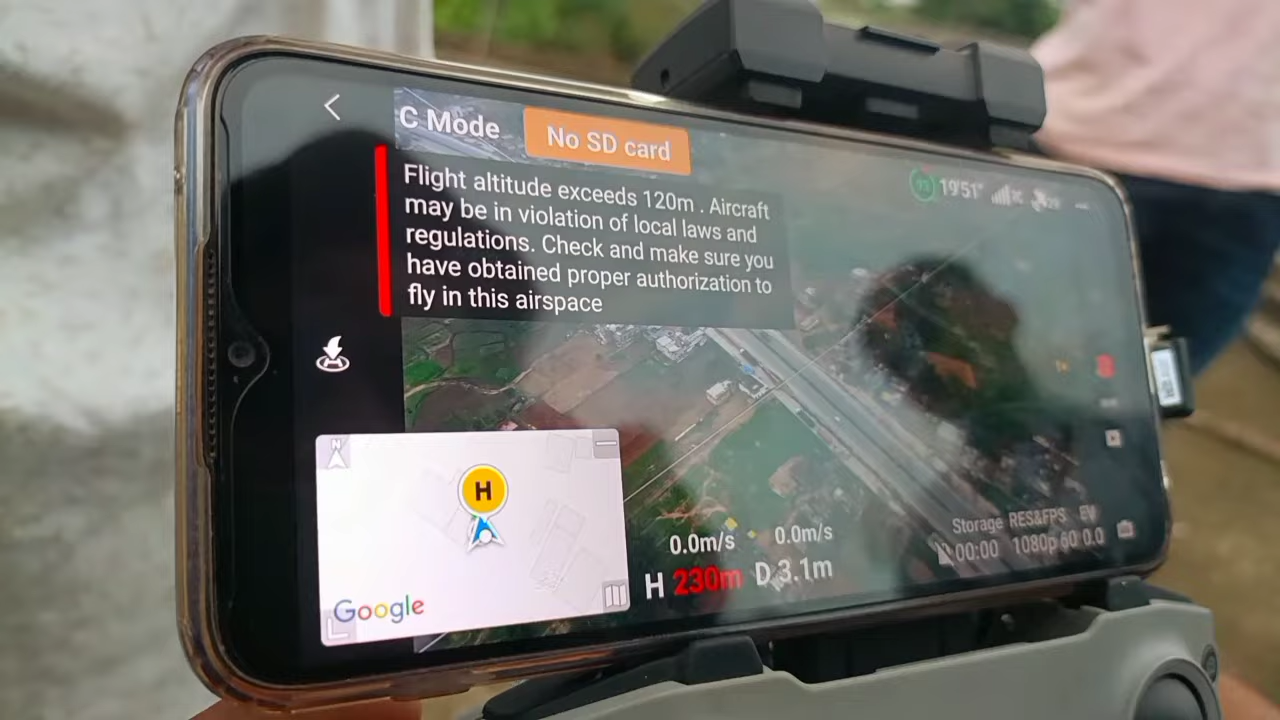 C Mode
No SD card
Flight altitude exceeds 120m . Aircraft
may be in violation of local laws and
regulations. Check and make sure you
have obtained proper authorization to
fly in this airspace
19'51"
N
H
Google
0.0m/s 0.0m/s
H 230m D 3.1m
Storage RES&FPS EV
00:00 1080p 60 0.0